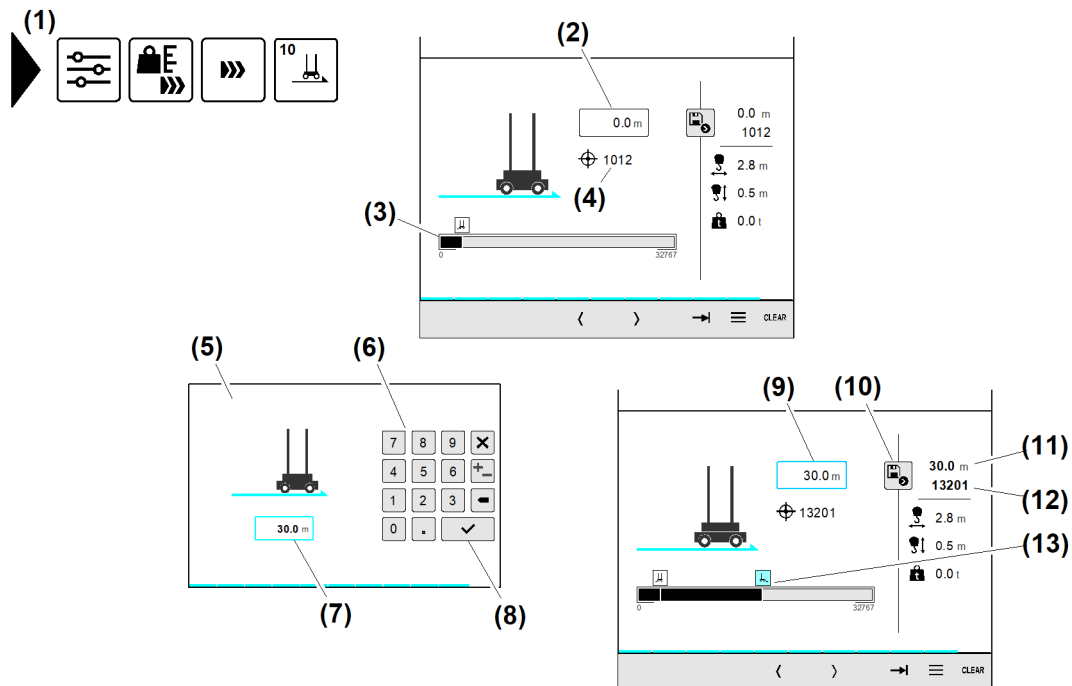 (1)
10
E
(2)
0.0 m
0.0 m
1012
1012
(4)
2.8 m
0.5 m
t
0.0 t
(3)
0
32767
CLEAR
(5)
(6)
7 8 9
4 5 6
1 2 3
0 .
30.0 m
(7)
(8)
(9)
(10)
30.0 m
30.0 m
(11)
13201
13201
(12)
2.8 m
0.5 m
(13)
t
0.0 t
0
32767
CLEAR